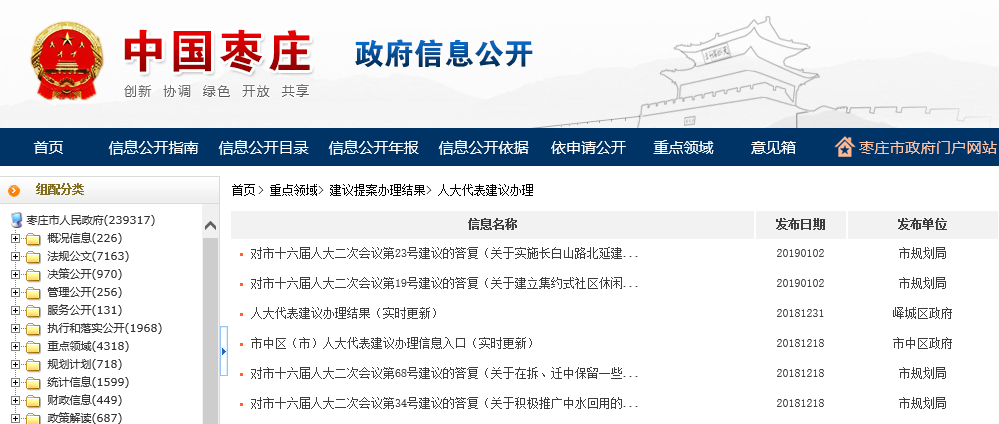 中国枣庄
政府信息公开
创新 协调 绿色 开放 共享
首页 信息公开指南 信息公开目录 信息公开年报 信息公开依据 依申请公开 重点领域 意见箱 枣庄市政府门户网站
组配分类
枣庄市人民政府(239317)
概况信息(226)
法规公文(7163)
决策公开(970)
管理公开(256)
服务公开(131)
执行和落实公开(1968)
重点领域(4318)
规划计划(718)
统计信息(1599)
财政信息(449)
政策解读(687)
首页> 重点领域> 建议提案办理结果> 人大代表建议办理
信息名称 发布日期 发布单位
对市十六届人大二次会议第23号建议的答复（关于实施长白山路北延建... 20190102 市规划局
对市十六届人大二次会议第19号建议的答复（关于建立集约式社区休闲... 20190102 市规划局
人大代表建议办理结果（实时更新） 20181231 峄城区政府
市中区（市）人大代表建议办理信息入口（实时更新） 20181218 市中区政府
对市十六届人大二次会议第68号建议的答复（关于在拆、迁中保留一些... 20181218 市规划局
对市十六届人大二次会议第34号建议的答复（关于积极推广中水回用的... 20181218 市规划局